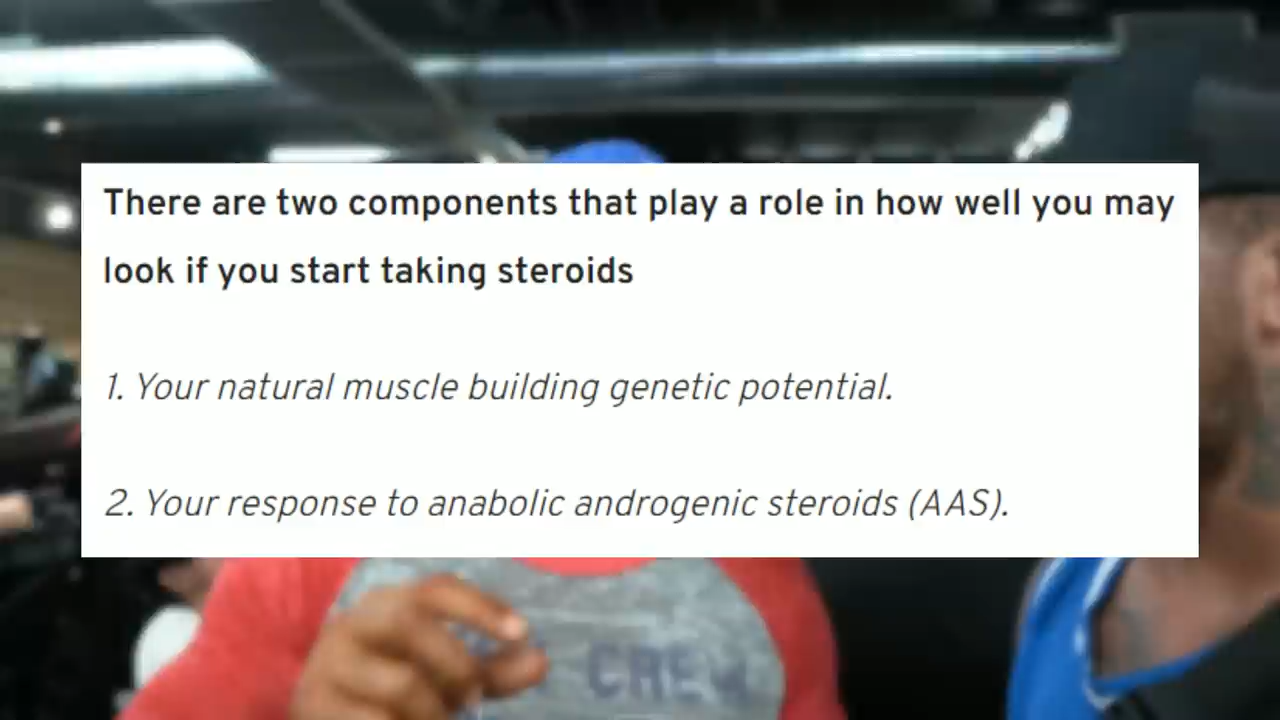 There are two components that play a role in how well you may
look if you start taking steroids
1. Your natural muscle building genetic potential.
2. Your response to anabolic androgenic steroids (AAS).
CREW